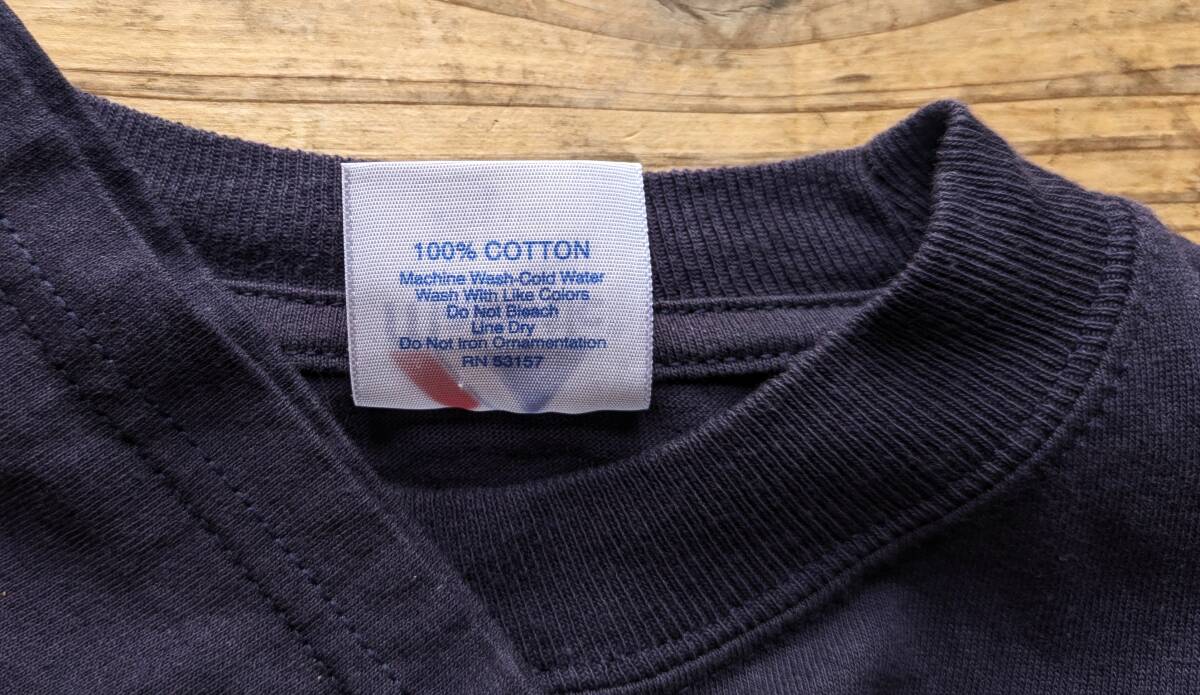 100% COTTON
Machine Wash-Cold Water
Wash With Like Colors
Do Not Bleach
Line Dry
Do Not Iron Ornamentation
RN 53157